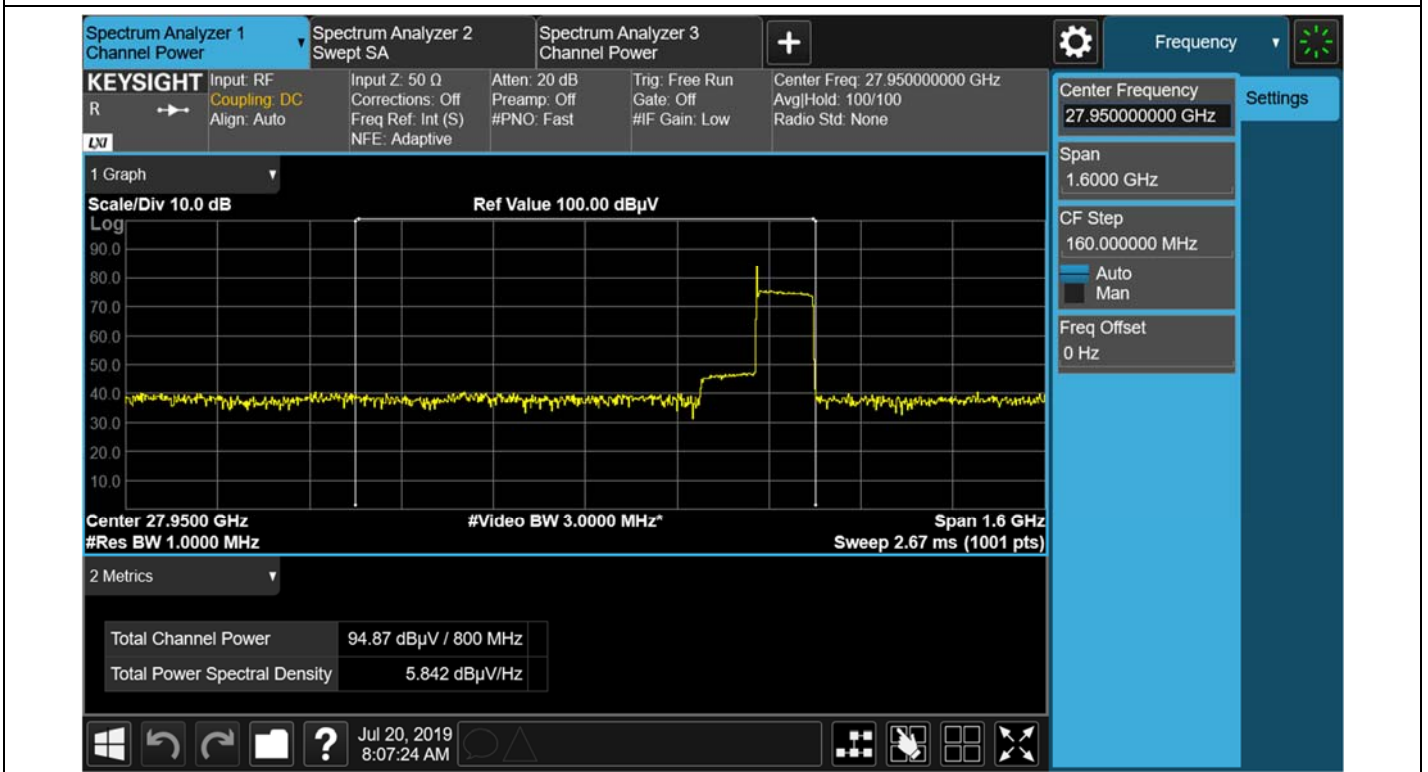 Spectrum Analyzer 1
Channel Power
Spectrum Analyzer 2
Swept SA
Spectrum Analyzer 3
Channel Power
Frequency
KEYSIGHT
R
LXI
Input: RF
Coupling: DC
Align: Auto
Input Z: 50 Ω
Corrections: Off
Freq Ref: Int (S)
NFE: Adaptive
Atten: 20 dB
Preamp: Off
#PNO: Fast
Trig: Free Run
Gate: Off
#IF Gain: Low
Center Freq: 27.950000000 GHz
Avg|Hold: 100/100
Radio Std: None
Center Frequency
27.950000000 GHz
Settings
Span
1.6000 GHz
CF Step
160.000000 MHz
Auto
Man
Freq Offset
0 Hz
1 Graph
Scale/Div 10.0 dB
Ref Value 100.00 dBµV
Log
90.0
80.0
70.0
60.0
50.0
40.0
30.0
20.0
10.0
Center 27.9500 GHz
#Video BW 3.0000 MHz*
Span 1.6 GHz
#Res BW 1.0000 MHz
Sweep 2.67 ms (1001 pts)
2 Metrics
Total Channel Power 94.87 dBµV / 800 MHz
Total Power Spectral Density 5.842 dBµV/Hz
?
Jul 20, 2019
8:07:24 AM